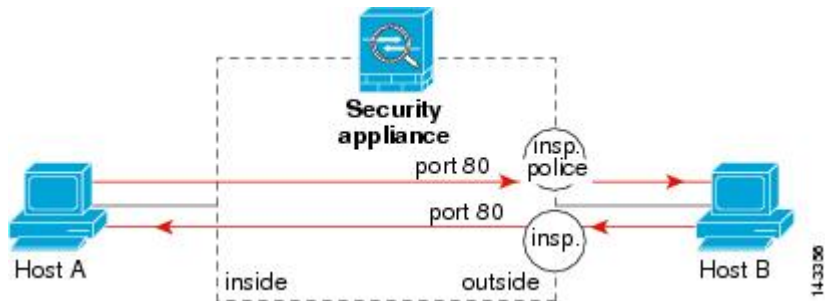 Security
appliance
insp.
police
port 80
port 80
insp.
Host A
inside
outside
Host B
143356